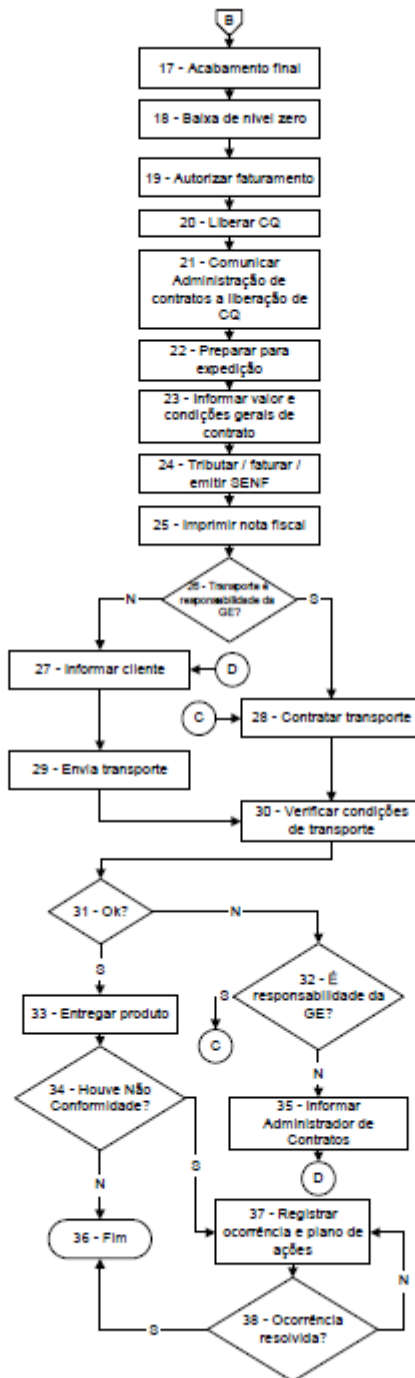 B
17 - Acabamento final
18 - Baixa de nível zero
19 - Autorizar faturamento
20 - Liberar CQ
21 - Comunicar
Administração de
contratos a liberação de
CQ
22 - Preparar para
expedição
23 - Informar valor e
condições gerais de
contrato
24 - Tributar / faturar /
emitir SENF
25 - Imprimir nota fiscal
26 - Transporte é
responsabilidade da
GE?
N
S
27 - Informar cliente
D
C
28 - Contratar transporte
29 - Envia transporte
30 - Verificar condições
de transporte
31 - Ok?
N
S
32 - É
responsabilidade da
GE?
S
33 - Entregar produto
C
N
34 - Houve Não
Conformidade?
35 - Informar
Administrador de
Contratos
S
D
N
37 - Registrar
ocorrência e plano de
ações
36 - Fim
N
S
38 - Ocorrência
resolvida?